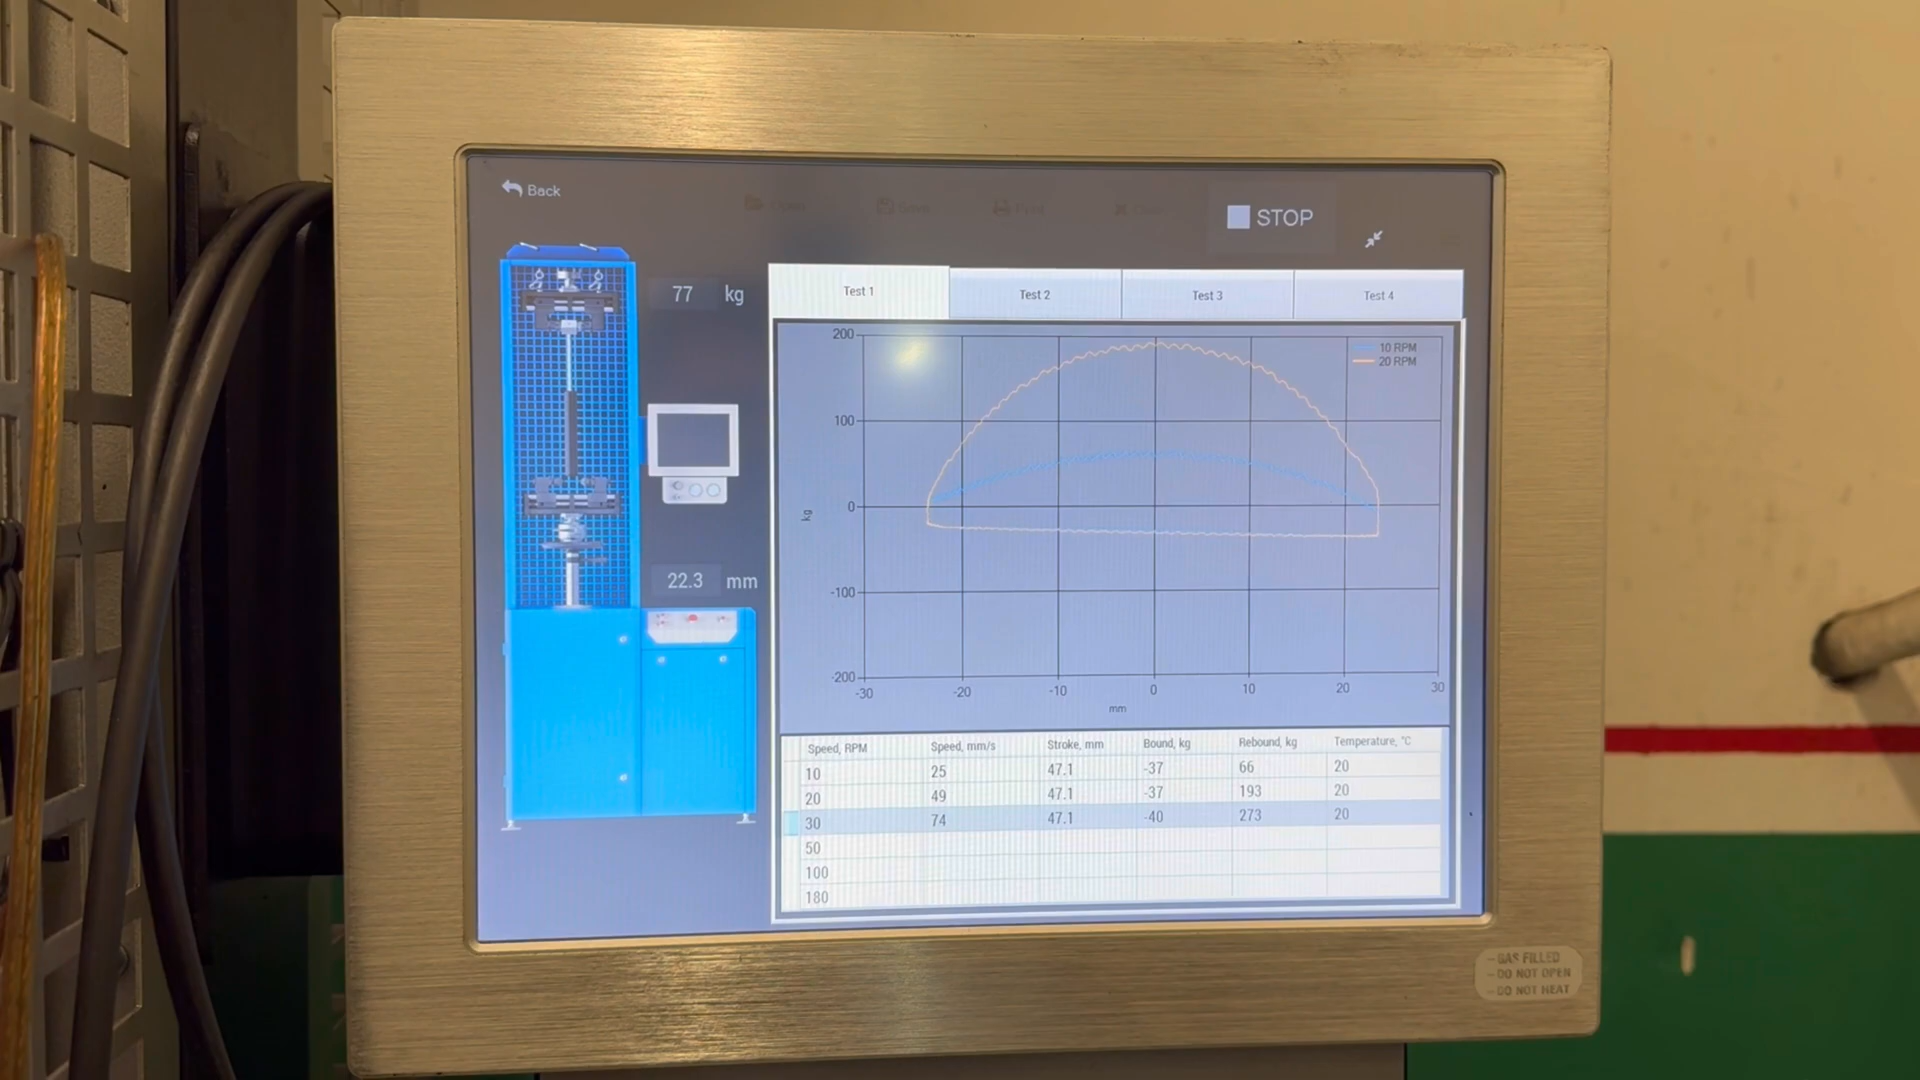 Back
Save
Print
STOP
77 kg
Test 1 Test 2 Test 3 Test 4
10 RPM
20 RPM
200
100
0
-100
-200
kg
-30 -20 -10 0 10 20 30
mm
22.3 mm
Speed, RPM Speed, mm/s Stroke, mm Bound, kg Rebound, kg Temperature, °C
10 25 47.1 -37 66 20
20 49 47.1 -37 193 20
30 74 47.1 -40 273 20
50
100
180
- GAS FILLED
- DO NOT OPEN
- DO NOT HEAT